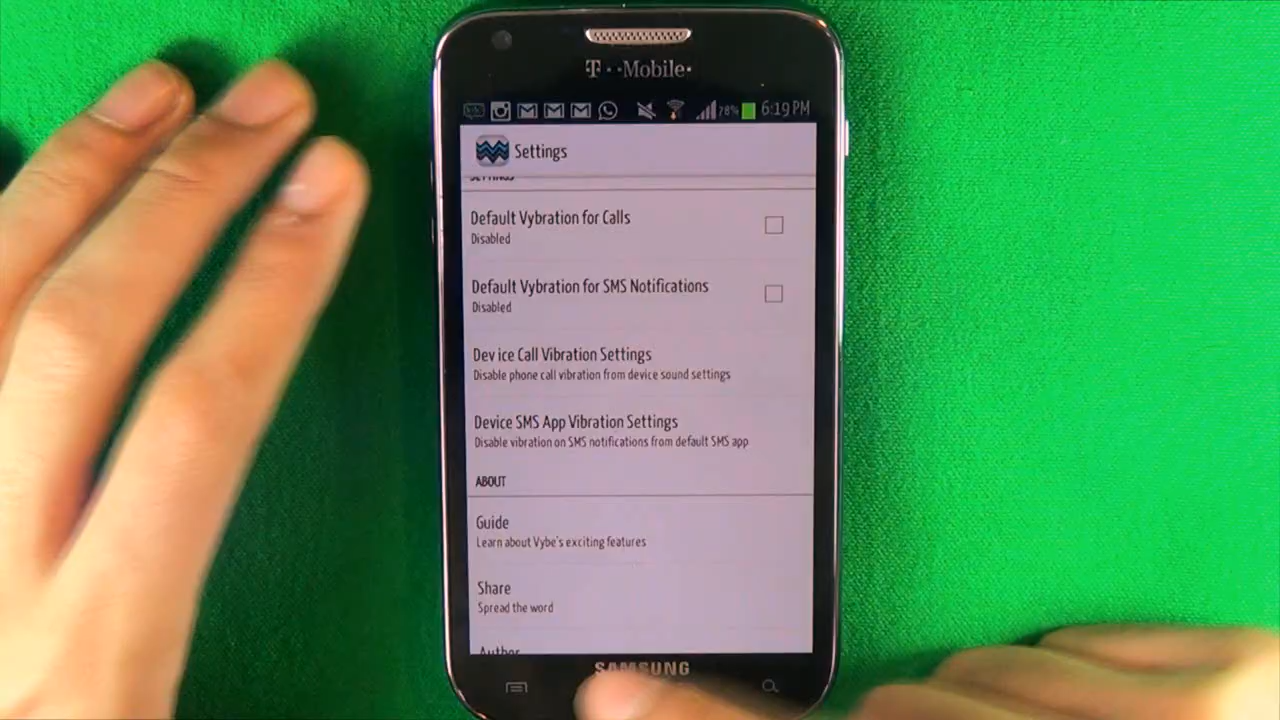 T··Mobile·
78% 6:19 PM
Settings
SETTINGS
Default Vybration for Calls
Disabled
Default Vybration for SMS Notifications
Disabled
Device Call Vibration Settings
Disable phone call vibration from device sound settings
Device SMS App Vibration Settings
Disable vibration on SMS notifications from default SMS app
ABOUT
Guide
Learn about Vybe's exciting features
Share
Spread the word
Author
SAMSUNG